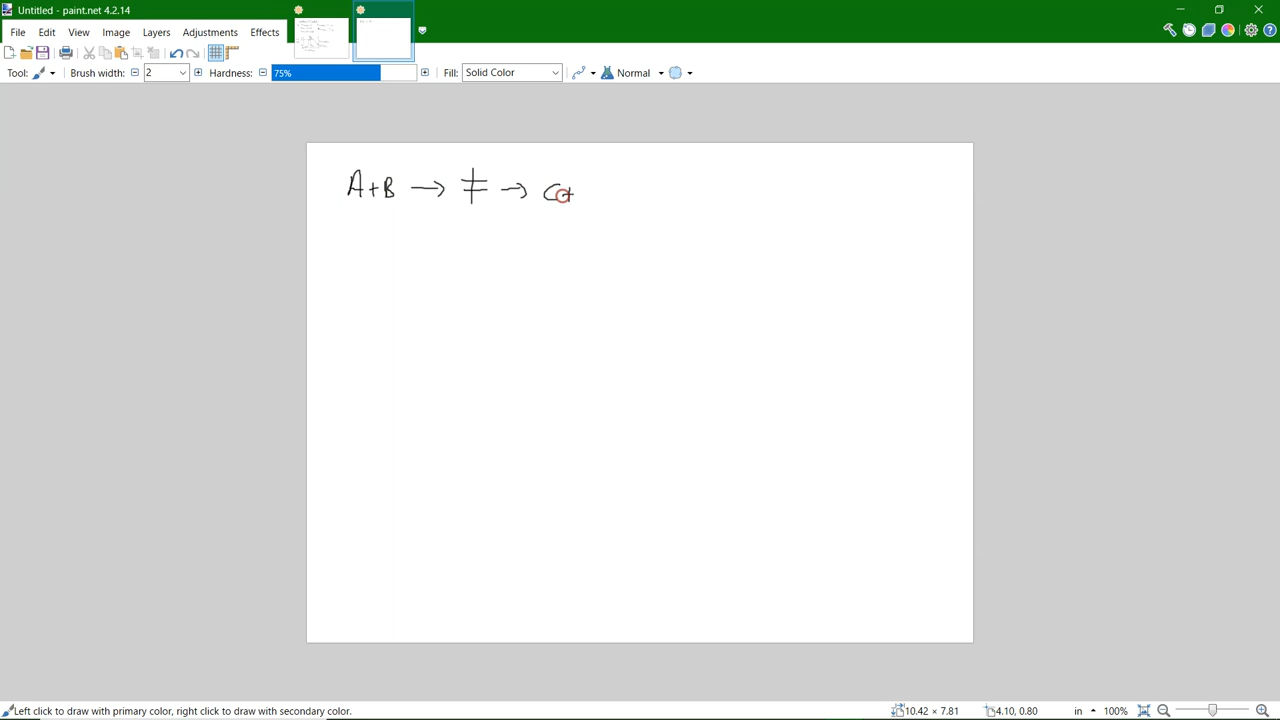 Untitled - paint.net 4.2.14
File View Image Layers Adjustments Effects
Tool: Brush width: 2 Hardness: 75% Fill: Solid Color Normal
A+B → ‡ → C+
Left click to draw with primary color, right click to draw with secondary color. 10.42 × 7.81 4.10, 0.80 in 100%